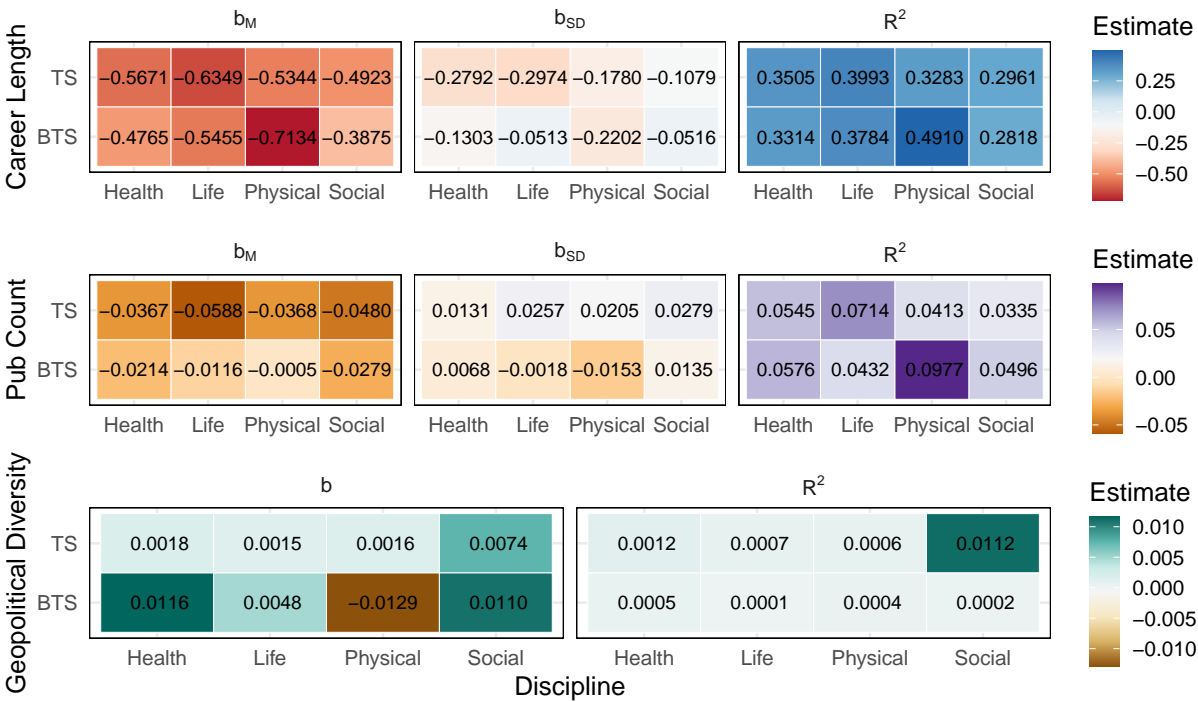 Career Length
b_M b_SD R²
TS −0.5671 −0.6349 −0.5344 −0.4923 −0.2792 −0.2974 −0.1780 −0.1079 0.3505 0.3993 0.3283 0.2961
BTS −0.4765 −0.5455 −0.7134 −0.3875 −0.1303 −0.0513 −0.2202 −0.0516 0.3314 0.3784 0.4910 0.2818
Health Life Physical Social Health Life Physical Social Health Life Physical Social
Estimate
0.25
0.00
−0.25
−0.50
Pub Count
b_M b_SD R²
TS −0.0367 −0.0588 −0.0368 −0.0480 0.0131 0.0257 0.0205 0.0279 0.0545 0.0714 0.0413 0.0335
BTS −0.0214 −0.0116 −0.0005 −0.0279 0.0068 −0.0018 −0.0153 0.0135 0.0576 0.0432 0.0977 0.0496
Health Life Physical Social Health Life Physical Social Health Life Physical Social
Estimate
0.05
0.00
−0.05
Geopolitical Diversity
b R²
TS 0.0018 0.0015 0.0016 0.0074 0.0012 0.0007 0.0006 0.0112
BTS 0.0116 0.0048 −0.0129 0.0110 0.0005 0.0001 0.0004 0.0002
Health Life Physical Social Health Life Physical Social
Discipline
Estimate
0.010
0.005
0.000
−0.005
−0.010